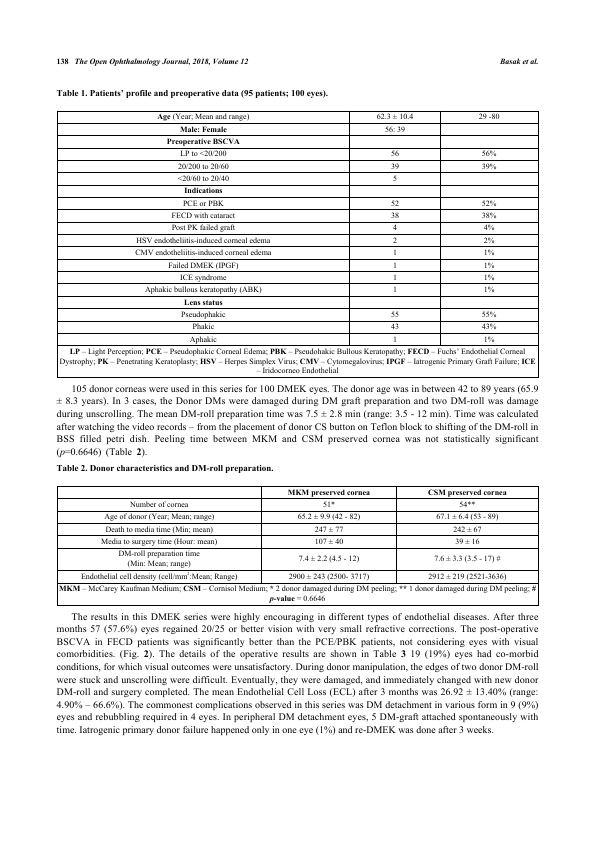 138 The Open Ophthalmology Journal, 2018, Volume 12 Basak et al.
Table 1. Patients' profile and preoperative data (95 patients; 100 eyes).
Age (Year; Mean and range) 62.3 ± 10.4 29 -80
Male: Female 56: 39
Preoperative BSCVA
LP to <20/200 56 56%
20/200 to 20/60 39 39%
<20/60 to 20/40 5
Indications
PCE or PBK 52 52%
FECD with cataract 38 38%
Post PK failed graft 4 4%
HSV endotheliitis-induced corneal edema 2 2%
CMV endotheliitis-induced corneal edema 1 1%
Failed DMEK (IPGF) 1 1%
ICE syndrome 1 1%
Aphakic bullous keratopathy (ABK) 1 1%
Lens status
Pseudophakic 55 55%
Phakic 43 43%
Aphakic 1 1%
LP – Light Perception; PCE – Pseudophakic Corneal Edema; PBK – Pseudohakic Bullous Keratopathy; FECD – Fuchs' Endothelial Corneal
Dystrophy; PK – Penetrating Keratoplasty; HSV – Herpes Simplex Virus; CMV – Cytomegalovirus; IPGF – Iatrogenic Primary Graft Failure; ICE
– Iridocorneo Endothelial
105 donor corneas were used in this series for 100 DMEK eyes. The donor age was in between 42 to 89 years (65.9
± 8.3 years). In 3 cases, the Donor DMs were damaged during DM graft preparation and two DM-roll was damage
during unscrolling. The mean DM-roll preparation time was 7.5 ± 2.8 min (range: 3.5 - 12 min). Time was calculated
after watching the video records – from the placement of donor CS button on Teflon block to shifting of the DM-roll in
BSS filled petri dish. Peeling time between MKM and CSM preserved cornea was not statistically significant
(p=0.6646) (Table 2).
Table 2. Donor characteristics and DM-roll preparation.
MKM preserved cornea CSM preserved cornea
Number of cornea 51* 54**
Age of donor (Year; Mean; range) 65.2 ± 9.9 (42 - 82) 67.1 ± 6.4 (53 - 89)
Death to media time (Min; mean) 247 ± 77 242 ± 67
Media to surgery time (Hour: mean) 107 ± 40 39 ± 16
DM-roll preparation time
(Min: Mean; range) 7.4 ± 2.2 (4.5 - 12) 7.6 ± 3.3 (3.5 - 17) #
Endothelial cell density (cell/mm²:Mean; Range) 2900 ± 243 (2500- 3717) 2912 ± 219 (2521-3636)
MKM – McCarey Kaufman Medium; CSM – Cornisol Medium; * 2 donor damaged during DM peeling; ** 1 donor damaged during DM peeling; #
p-value = 0.6646
The results in this DMEK series were highly encouraging in different types of endothelial diseases. After three
months 57 (57.6%) eyes regained 20/25 or better vision with very small refractive corrections. The post-operative
BSCVA in FECD patients was significantly better than the PCE/PBK patients, not considering eyes with visual
comorbidities. (Fig. 2). The details of the operative results are shown in Table 3 19 (19%) eyes had co-morbid
conditions, for which visual outcomes were unsatisfactory. During donor manipulation, the edges of two donor DM-roll
were stuck and unscrolling were difficult. Eventually, they were damaged, and immediately changed with new donor
DM-roll and surgery completed. The mean Endothelial Cell Loss (ECL) after 3 months was 26.92 ± 13.40% (range:
4.90% – 66.6%). The commonest complications observed in this series was DM detachment in various form in 9 (9%)
eyes and rebubbling required in 4 eyes. In peripheral DM detachment eyes, 5 DM-graft attached spontaneously with
time. Iatrogenic primary donor failure happened only in one eye (1%) and re-DMEK was done after 3 weeks.